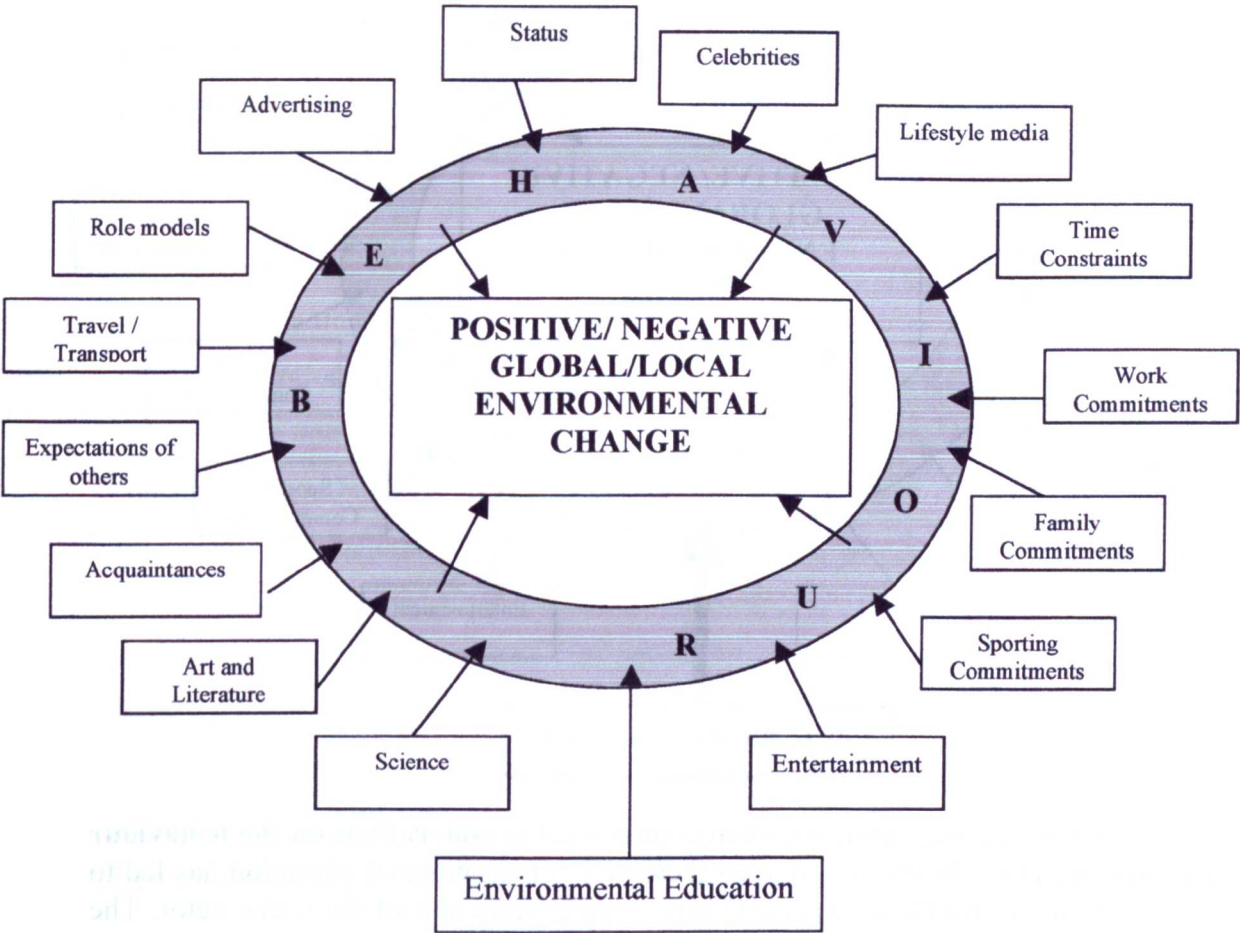 Status
Celebrities
Advertising
Lifestyle media
H
A
V
Role models
E
Time
Constraints
Travel /
Transport
POSITIVE/ NEGATIVE
GLOBAL/LOCAL
ENVIRONMENTAL
CHANGE
I
B
Work
Commitments
Expectations of
others
O
Family
Commitments
Acquaintances
U
R
Art and
Literature
Sporting
Commitments
Science
Entertainment
Environmental Education